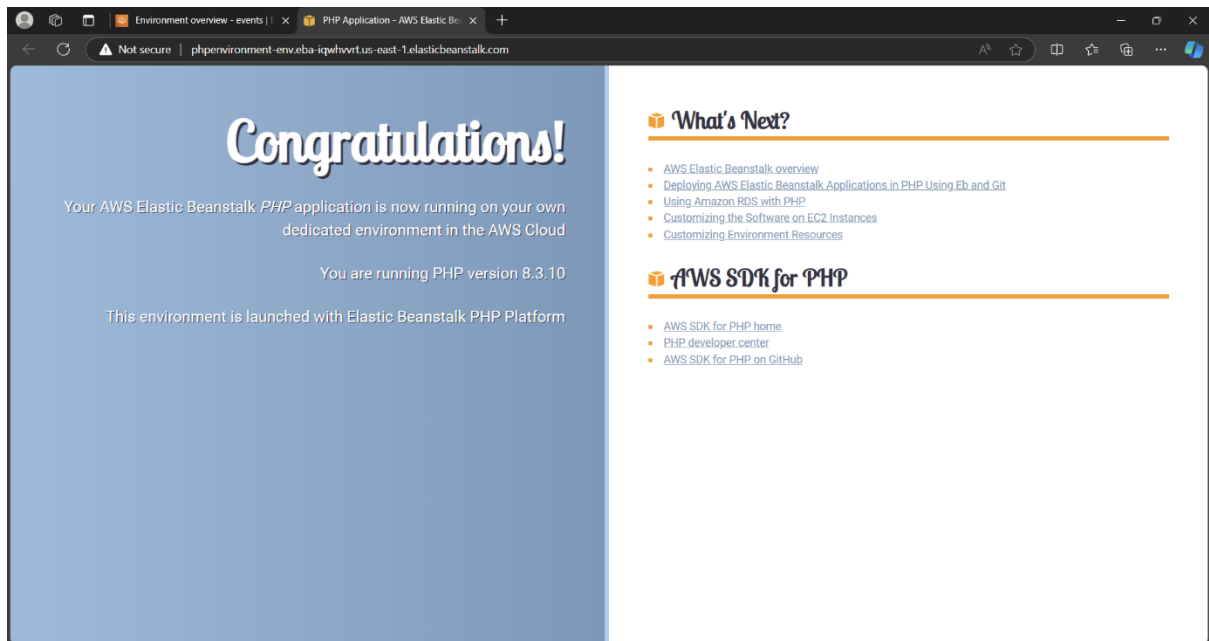 Environment overview - events | E
PHP Application - AWS Elastic Be
Not secure | phpenvironment-env.eba-iqwhvvrt.us-east-1.elasticbeanstalk.com
Congratulations!
Your AWS Elastic Beanstalk PHP application is now running on your own
dedicated environment in the AWS Cloud
You are running PHP version 8.3.10
This environment is launched with Elastic Beanstalk PHP Platform
What's Next?
AWS Elastic Beanstalk overview
Deploying AWS Elastic Beanstalk Applications in PHP Using Eb and Git
Using Amazon RDS with PHP
Customizing the Software on EC2 Instances
Customizing Environment Resources
AWS SDK for PHP
AWS SDK for PHP home
PHP developer center
AWS SDK for PHP on GitHub